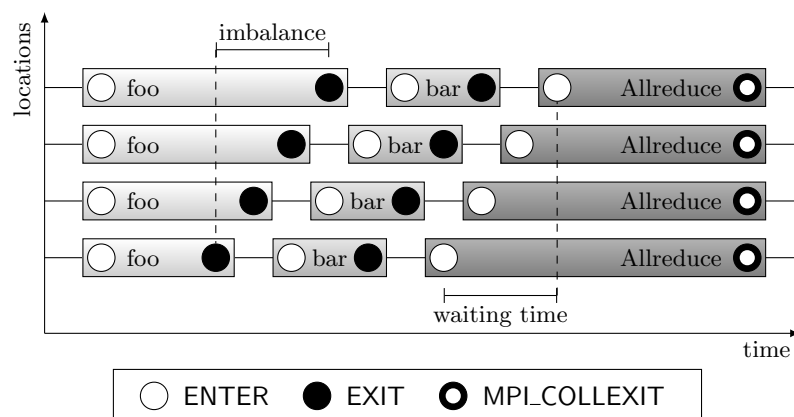 imbalance
locations
foo bar Allreduce
foo bar Allreduce
foo bar Allreduce
foo bar Allreduce
waiting time
time
ENTER EXIT MPI_COLLEXIT